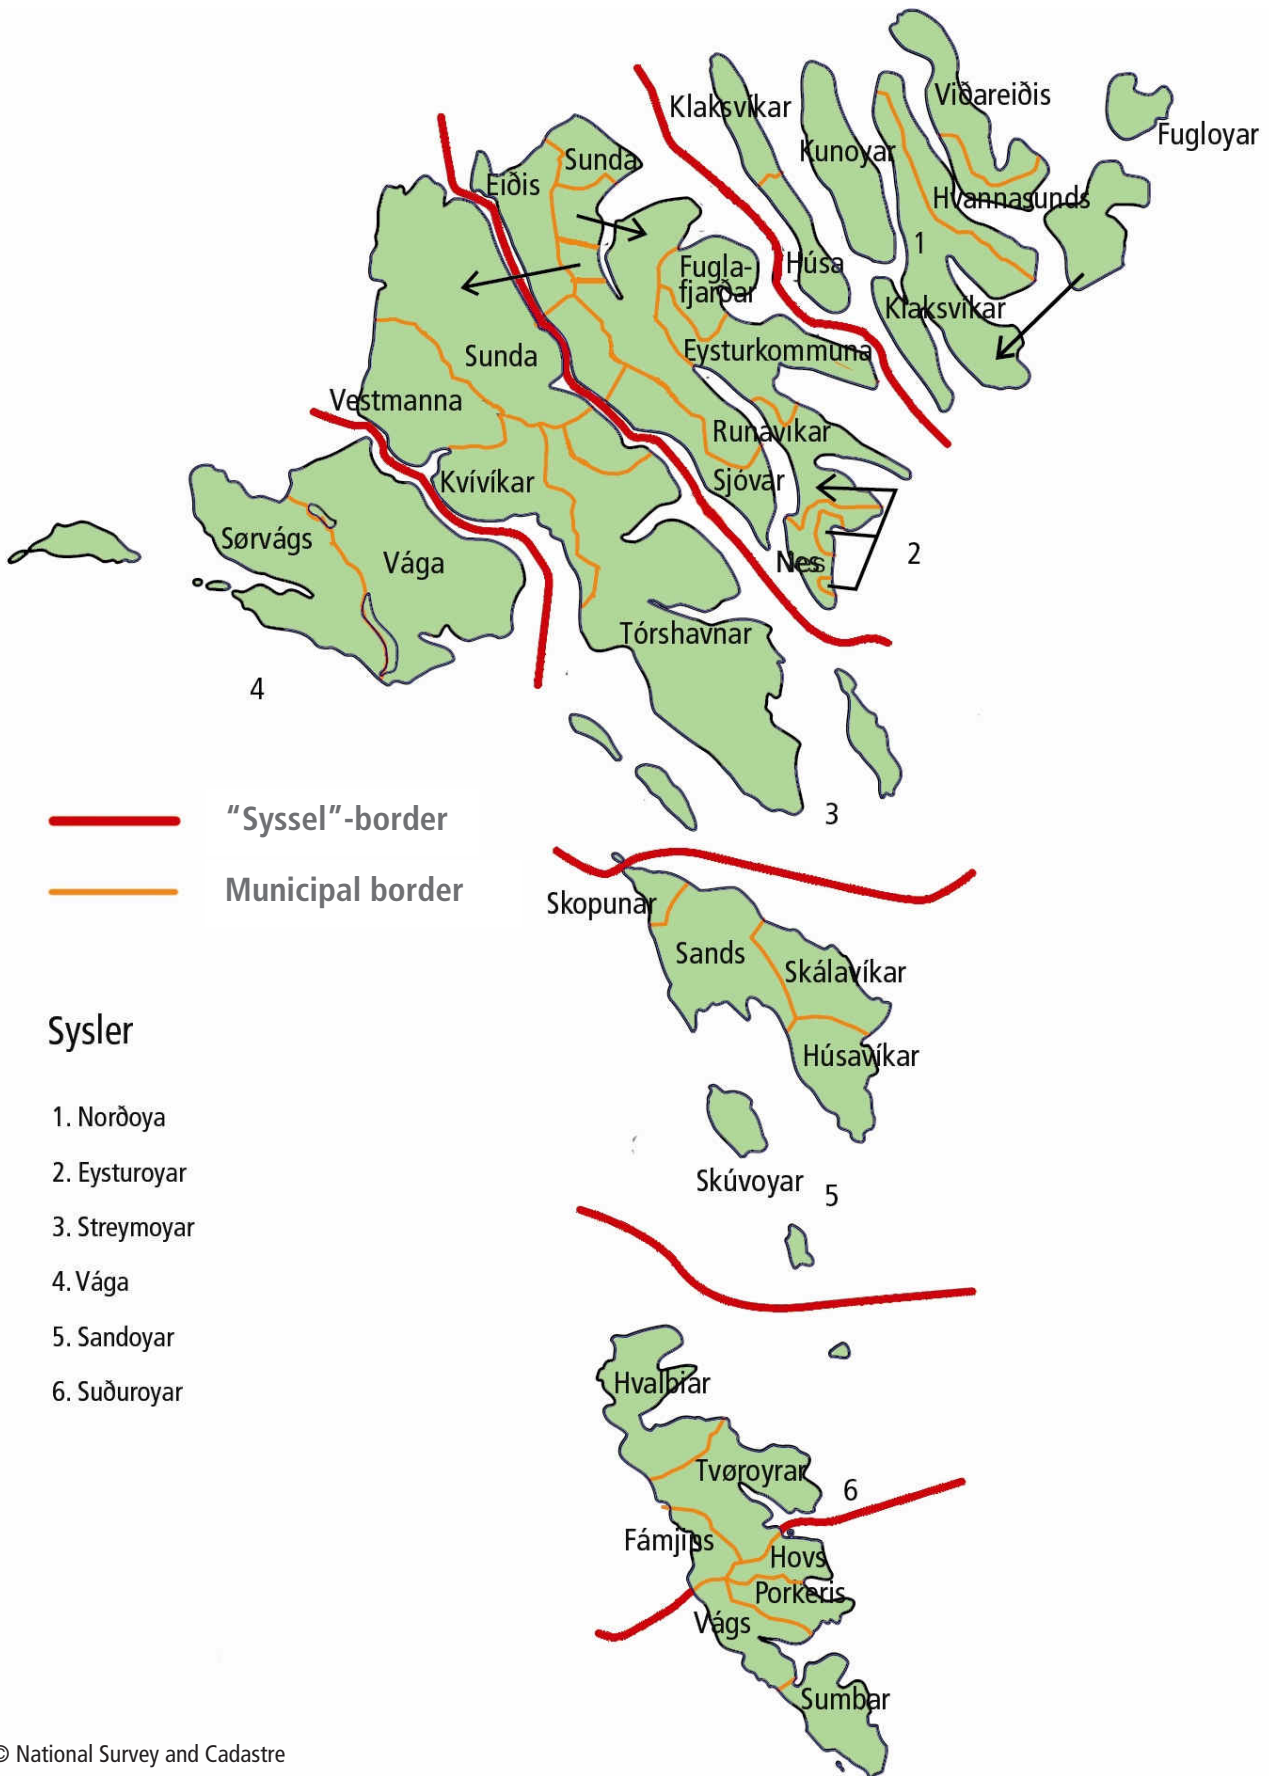 Viðareiðis
Klaksvíkar
Fugloyar
Kunoyar
Sunda
Eiðis
Hvannasunds
1
Húsa
Fugla-
fjarðar
Klaksvíkar
Eysturkommuna
Sunda
Vestmanna
Runavíkar
Sjóvar
Kvívíkar
Sørvágs
Vága
Nes
2
Tórshavnar
4
3
"Syssel"-border
Municipal border
Skopunar
Sands
Skálavíkar
Húsavíkar
Sysler
1. Norðoya
2. Eysturoyar
3. Streymoyar
4. Vága
5. Sandoyar
6. Suðuroyar
Skúvoyar
5
Hvalbiar
Tvøroyrar
6
Fámjins
Hovs
Porkeris
Vágs
Sumbar
© National Survey and Cadastre